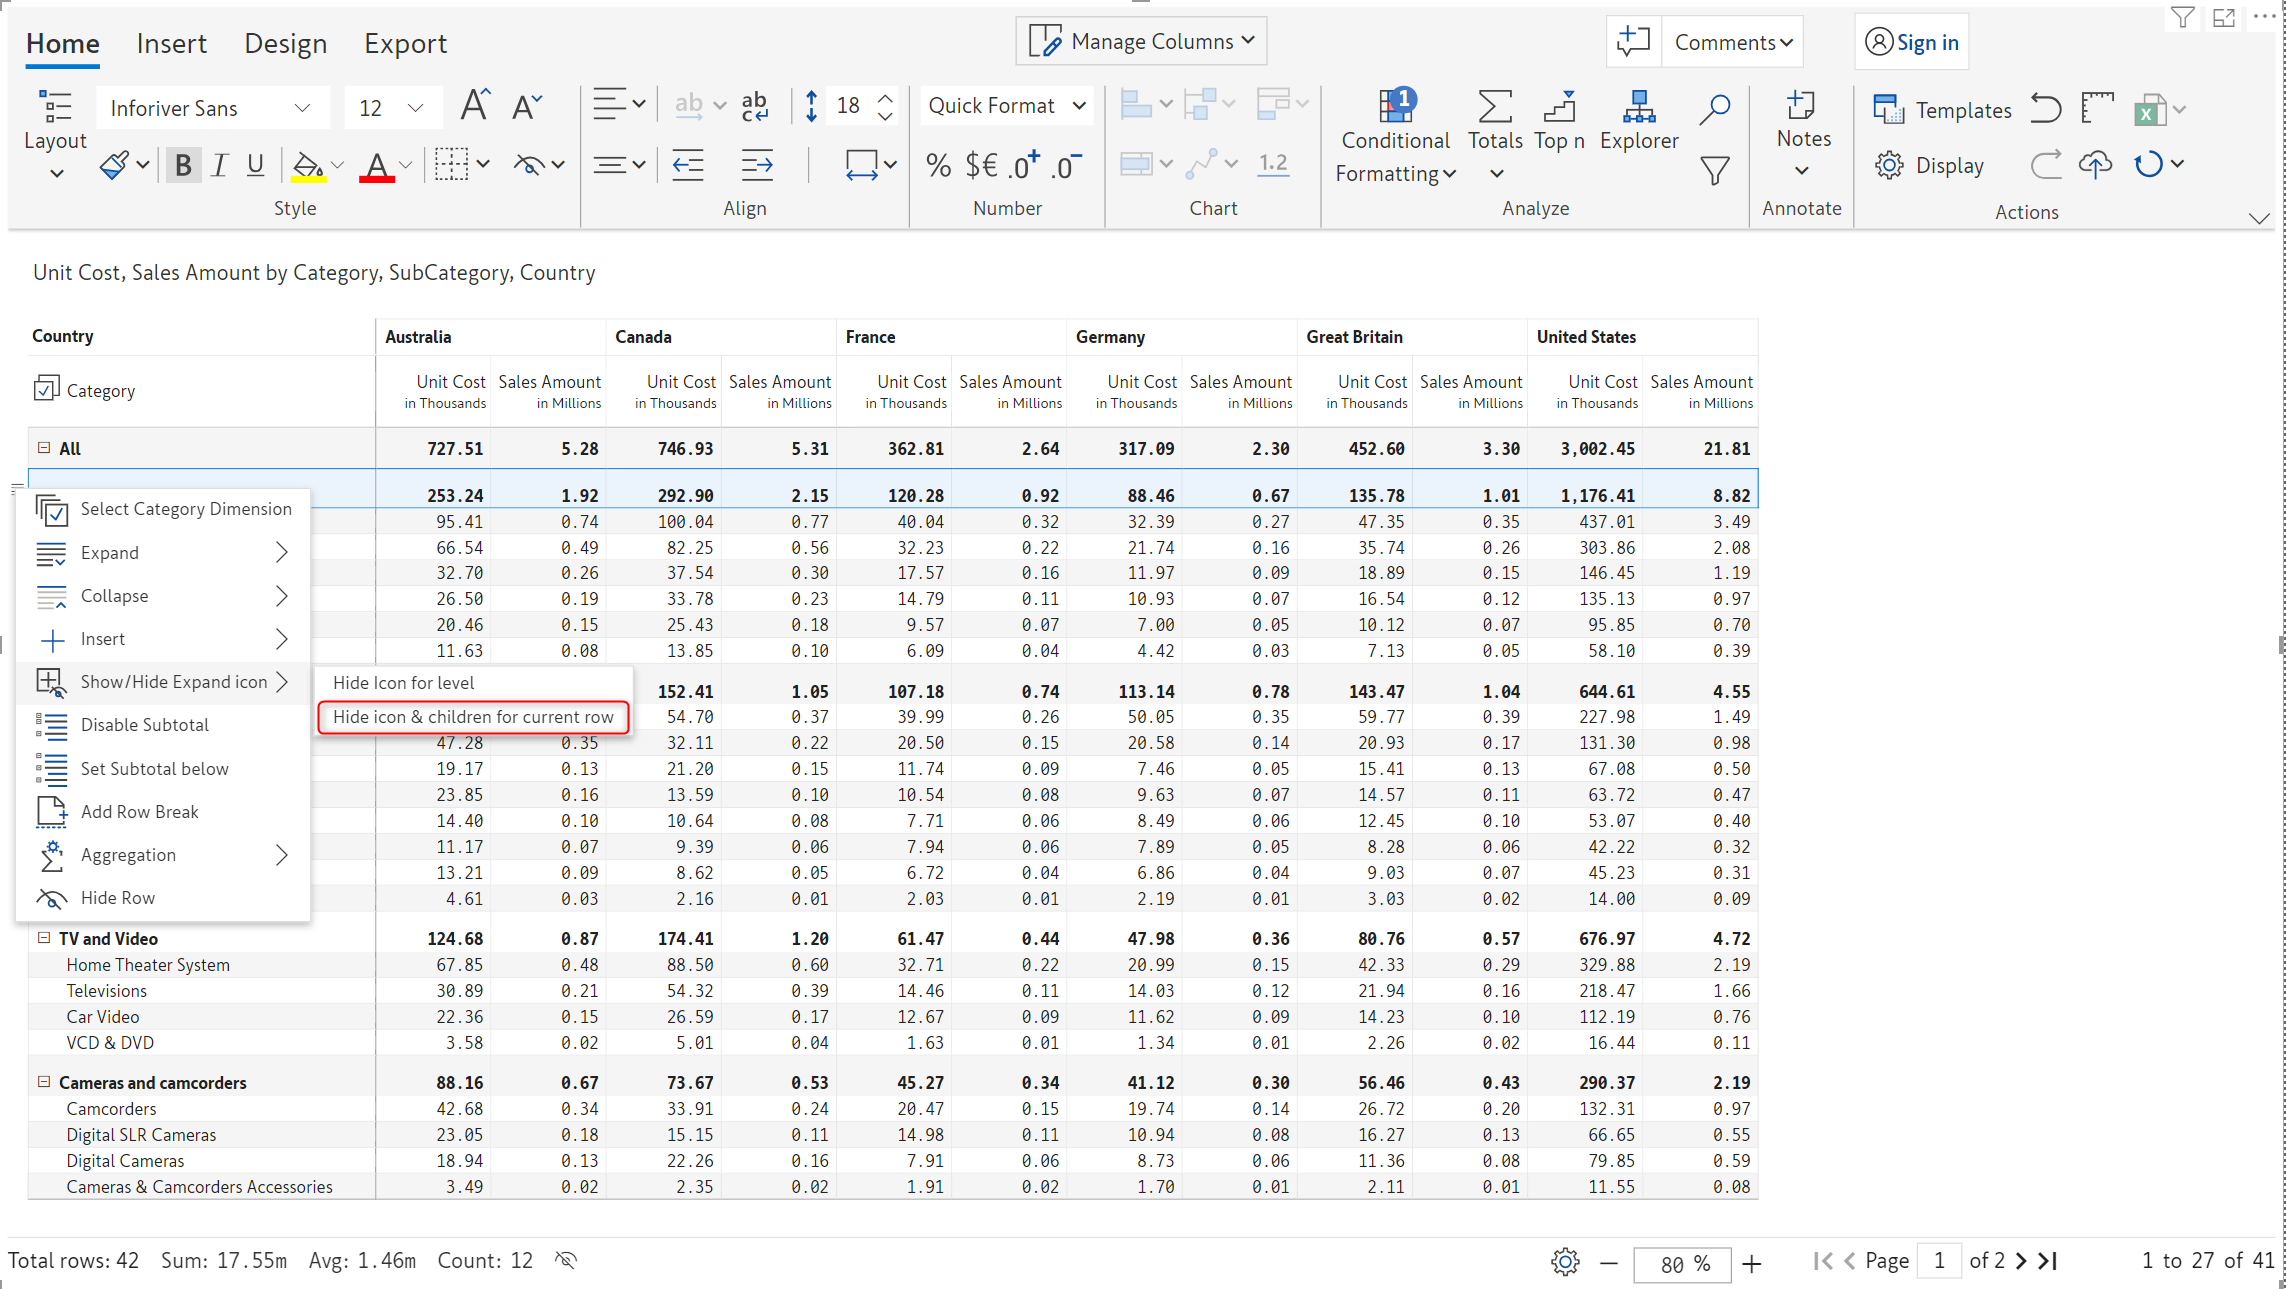 Home Insert Design Export Manage Columns Comments Sign in
Inforiver Sans 12 A A ab ab c 18 Quick Format 1
Layout Conditional Totals Top n Explorer Notes Templates
B I U A % $€ .0+ .0- 1.2 Formatting Display
Style Align Number Chart Analyze Annotate Actions
Unit Cost, Sales Amount by Category, SubCategory, Country
Country Australia Canada France Germany Great Britain United States
Category Unit Cost Sales Amount Unit Cost Sales Amount Unit Cost Sales Amount Unit Cost Sales Amount Unit Cost Sales Amount Unit Cost Sales Amount
in Thousands in Millions in Thousands in Millions in Thousands in Millions in Thousands in Millions in Thousands in Millions in Thousands in Millions
All 727.51 5.28 746.93 5.31 362.81 2.64 317.09 2.30 452.60 3.30 3,002.45 21.81
253.24 1.92 292.90 2.15 120.28 0.92 88.46 0.67 135.78 1.01 1,176.41 8.82
Select Category Dimension
95.41 0.74 100.04 0.77 40.04 0.32 32.39 0.27 47.35 0.35 437.01 3.49
Expand 66.54 0.49 82.25 0.56 32.23 0.22 21.74 0.16 35.74 0.26 303.86 2.08
32.70 0.26 37.54 0.30 17.57 0.16 11.97 0.09 18.89 0.15 146.45 1.19
Collapse 26.50 0.19 33.78 0.23 14.79 0.11 10.93 0.07 16.54 0.12 135.13 0.97
20.46 0.15 25.43 0.18 9.57 0.07 7.00 0.05 10.12 0.07 95.85 0.70
Insert 11.63 0.08 13.85 0.10 6.09 0.04 4.42 0.03 7.13 0.05 58.10 0.39
Show/Hide Expand icon Hide Icon for level 152.41 1.05 107.18 0.74 113.14 0.78 143.47 1.04 644.61 4.55
Disable Subtotal Hide icon & children for current row 54.70 0.37 39.99 0.26 50.05 0.35 59.77 0.39 227.98 1.49
47.28 0.35 32.11 0.22 20.50 0.15 20.58 0.14 20.93 0.17 131.30 0.98
Set Subtotal below 19.17 0.13 21.20 0.15 11.74 0.09 7.46 0.05 15.41 0.13 67.08 0.50
23.85 0.16 13.59 0.10 10.54 0.08 9.63 0.07 14.57 0.11 63.72 0.47
Add Row Break 14.40 0.10 10.64 0.08 7.71 0.06 8.49 0.06 12.45 0.10 53.07 0.40
Aggregation 11.17 0.07 9.39 0.06 7.94 0.06 7.89 0.05 8.28 0.06 42.22 0.32
13.21 0.09 8.62 0.05 6.72 0.04 6.86 0.04 9.03 0.07 45.23 0.31
Hide Row 4.61 0.03 2.16 0.01 2.03 0.01 2.19 0.01 3.03 0.02 14.00 0.09
TV and Video 124.68 0.87 174.41 1.20 61.47 0.44 47.98 0.36 80.76 0.57 676.97 4.72
Home Theater System 67.85 0.48 88.50 0.60 32.71 0.22 20.99 0.15 42.33 0.29 329.88 2.19
Televisions 30.89 0.21 54.32 0.39 14.46 0.11 14.03 0.12 21.94 0.16 218.47 1.66
Car Video 22.36 0.15 26.59 0.17 12.67 0.09 11.62 0.09 14.23 0.10 112.19 0.76
VCD & DVD 3.58 0.02 5.01 0.04 1.63 0.01 1.34 0.01 2.26 0.02 16.44 0.11
Cameras and camcorders 88.16 0.67 73.67 0.53 45.27 0.34 41.12 0.30 56.46 0.43 290.37 2.19
Camcorders 42.68 0.34 33.91 0.24 20.47 0.15 19.74 0.14 26.72 0.20 132.31 0.97
Digital SLR Cameras 23.05 0.18 15.15 0.11 14.98 0.11 10.94 0.08 16.27 0.13 66.65 0.55
Digital Cameras 18.94 0.13 22.26 0.16 7.91 0.06 8.73 0.06 11.36 0.08 79.85 0.59
Cameras & Camcorders Accessories 3.49 0.02 2.35 0.02 1.91 0.02 1.70 0.01 2.11 0.01 11.55 0.08
Total rows: 42 Sum: 17.55m Avg: 1.46m Count: 12 80 % Page 1 of 2 1 to 27 of 41